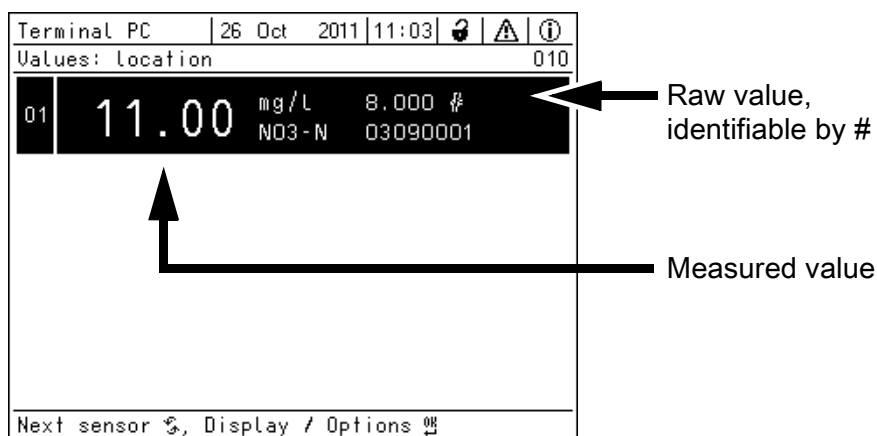 Terminal PC 26 Oct 2011 11:03
Values: location 010
01 11.00 mg/l 8.000 #
NO3-N 03090001
Raw value,
identifiable by #
Measured value
Next sensor, Display / Options OK